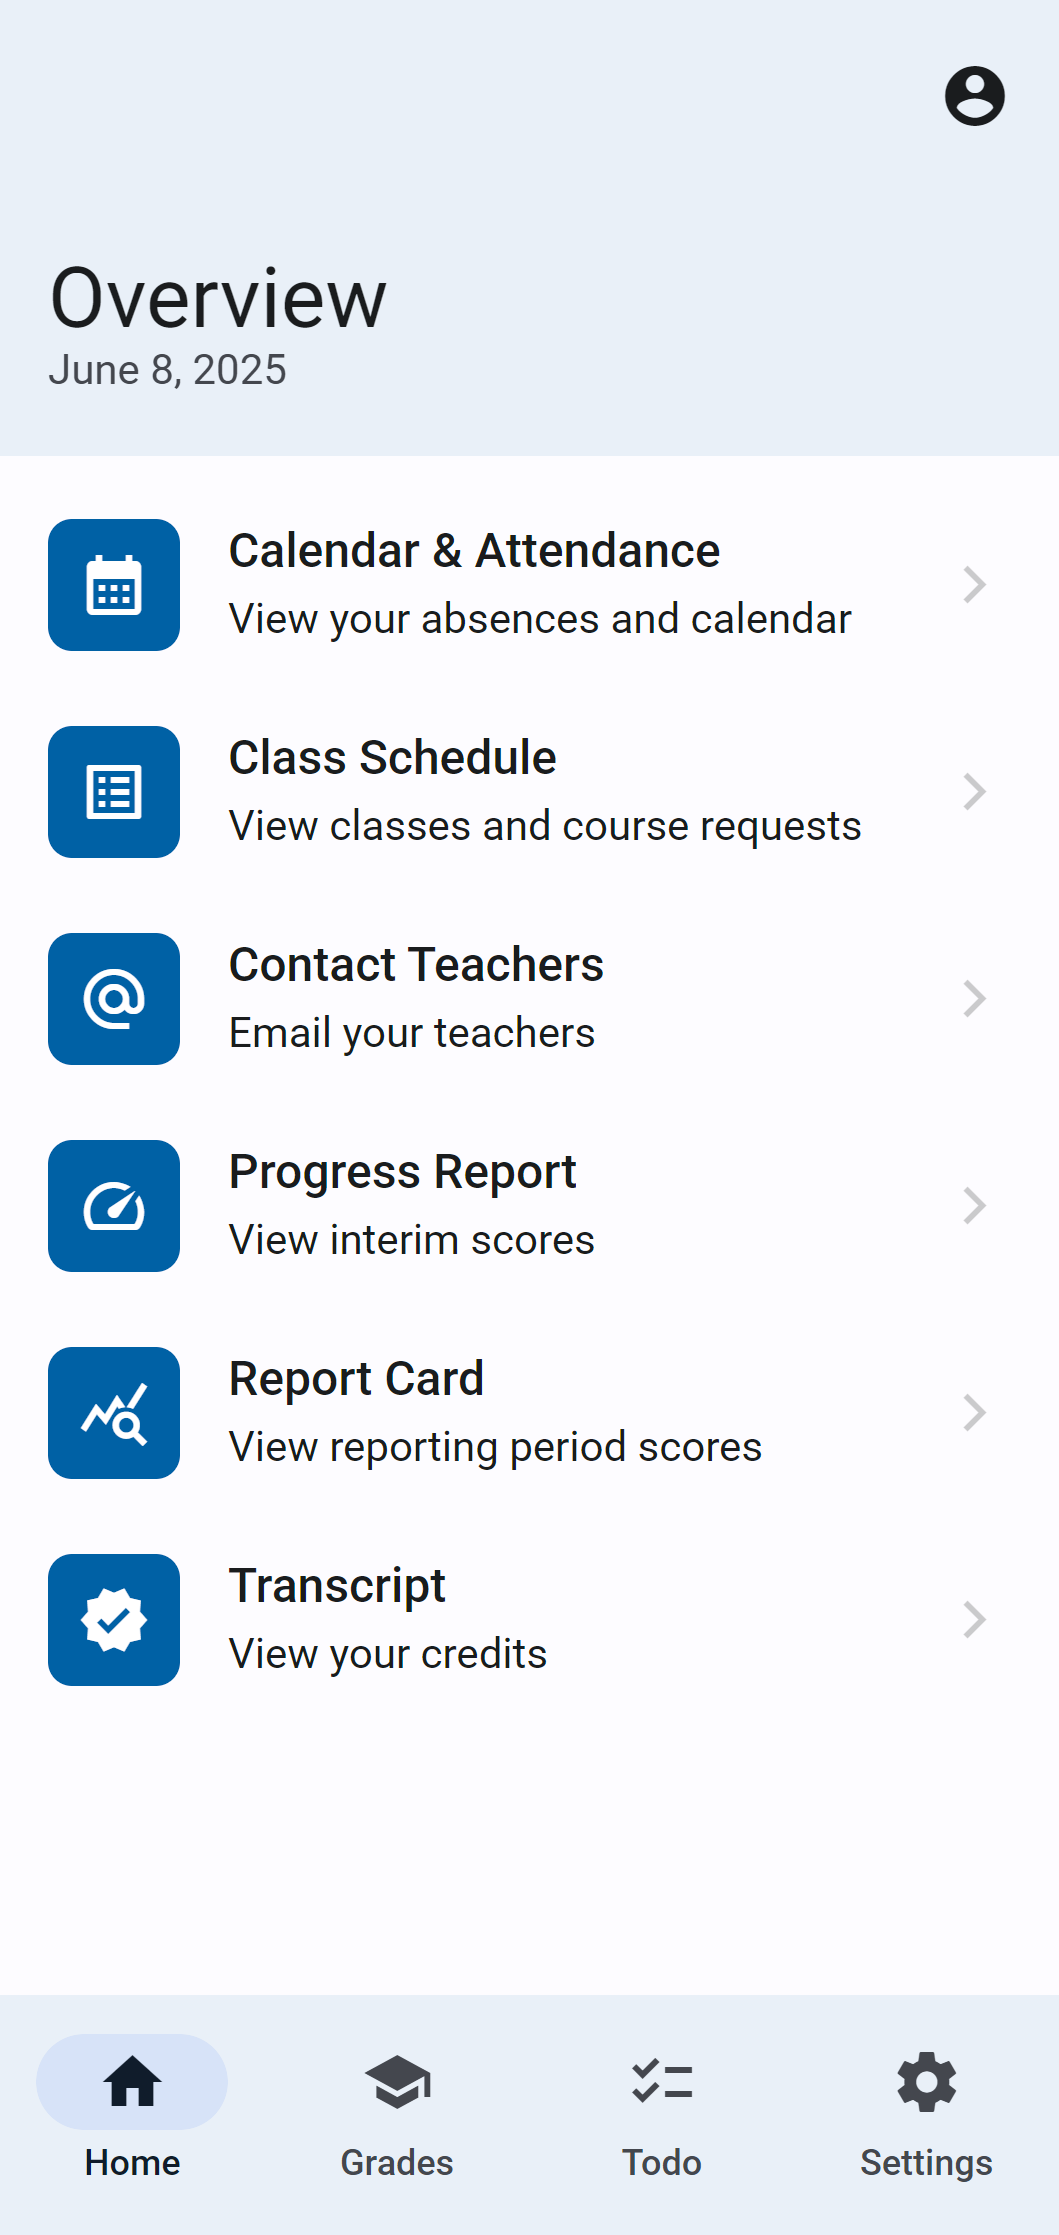 Overview
June 8, 2025
Calendar & Attendance
View your absences and calendar
Class Schedule
View classes and course requests
Contact Teachers
Email your teachers
Progress Report
View interim scores
Report Card
View reporting period scores
Transcript
View your credits
Home
Grades
Todo
Settings